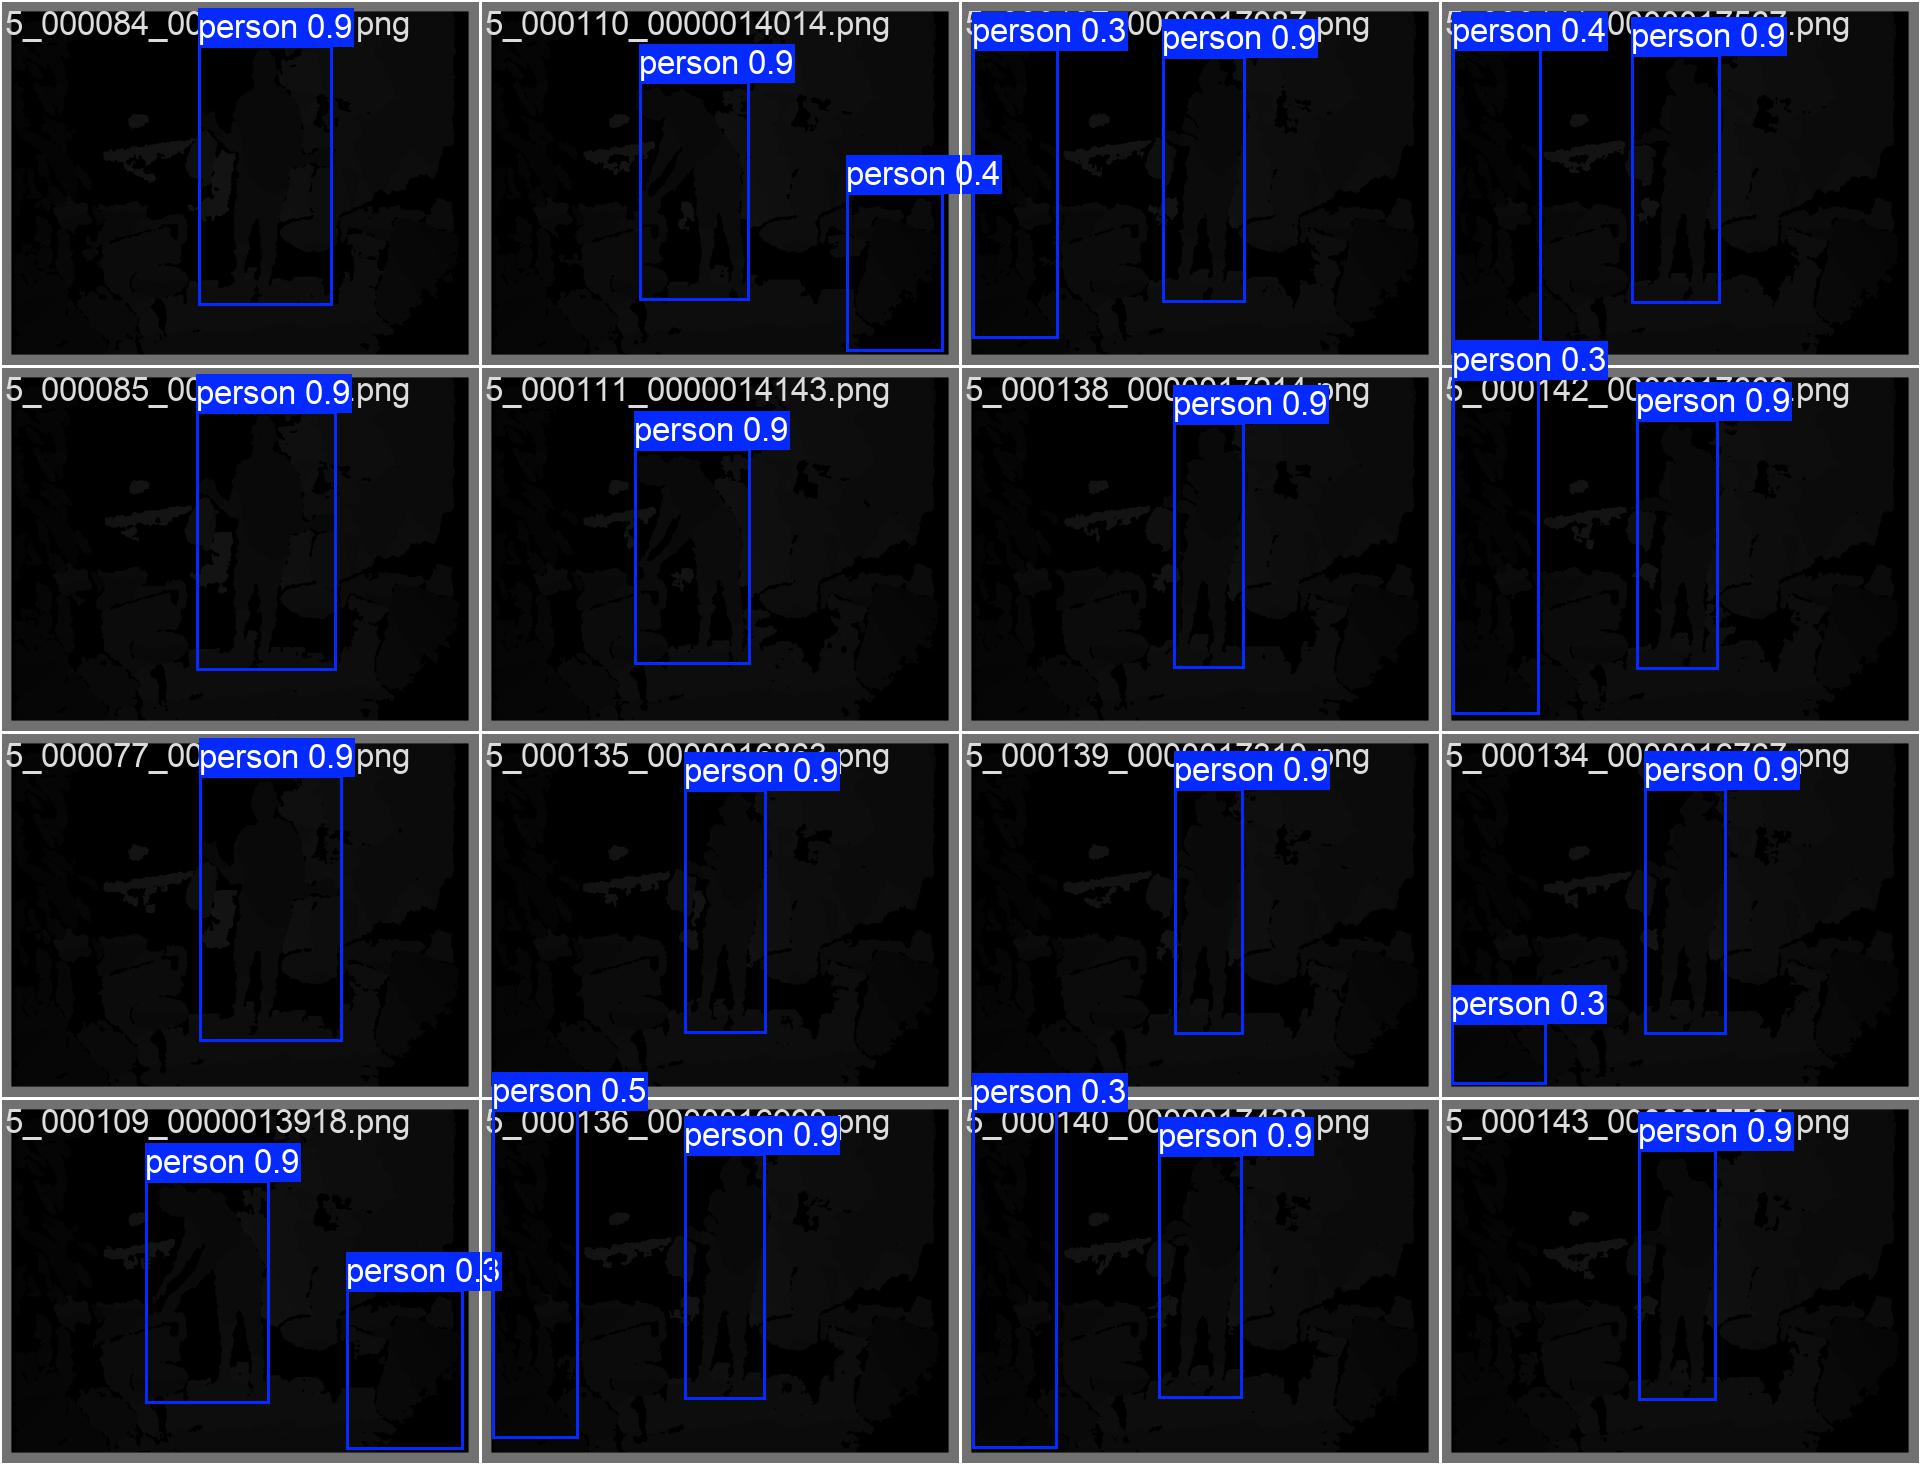 5_000084_00 person 0.9 png
5_000110_0000014014.png
person 0.9
person 0.4
person 0.3
person 0.9 png
person 0.4
person 0.9 .png
5_000085_00 person 0.9 .png
5_000111_0000014143.png
person 0.9
5_000138_000 png
person 0.9
person 0.3
5_000142_00 .png
person 0.9
5_000077_00 person 0.9 png
5_000135_00 png
person 0.9
5_000139_000 png
person 0.9
5_000134_00 png
person 0.9
person 0.3
5_000109_0000013918.png
person 0.9
person 0.3
person 0.5
5_000136_00 png
person 0.9
person 0.3
5_000140_00 png
person 0.9
5_000143_00 png
person 0.9